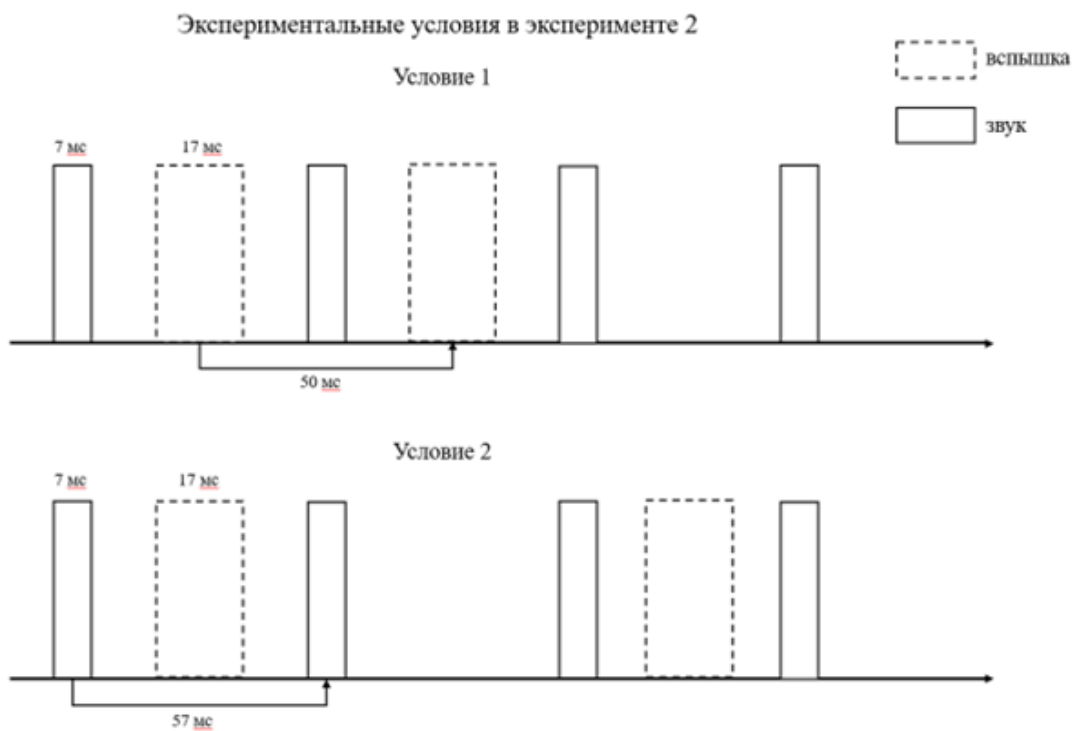 Экспериментальные условия в эксперименте 2
вспышка
Условие 1
звук
7 мс
17 мс
50 мс
Условие 2
7 мс
17 мс
57 мс